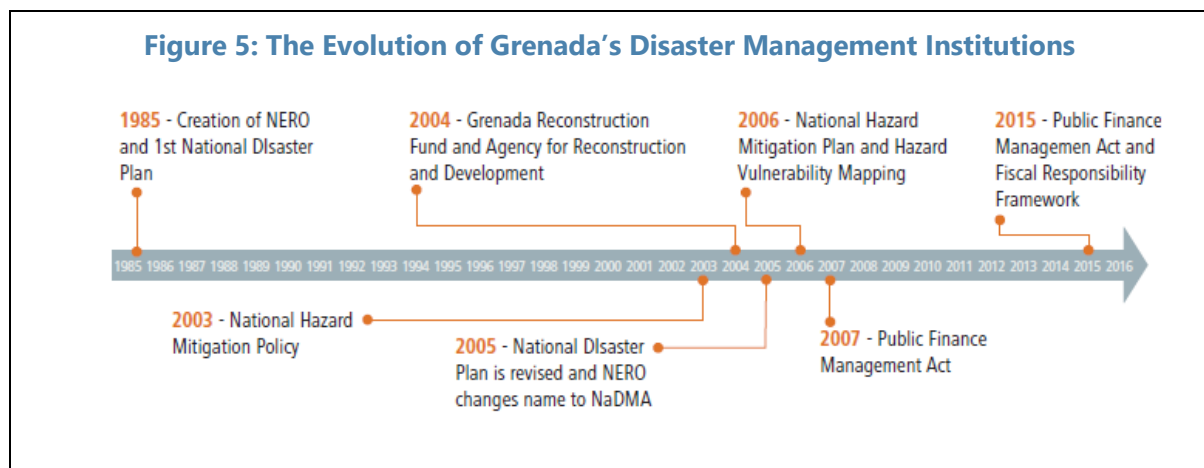 Figure 5: The Evolution of Grenada's Disaster Management Institutions
1985 - Creation of NERO
and 1st National DIsaster
Plan
2004 - Grenada Reconstruction
Fund and Agency for Reconstruction
and Development
2006 - National Hazard
Mitigation Plan and Hazard
Vulnerability Mapping
2015 - Public Finance
Managemen Act and
Fiscal Responsibility
Framework
1985 1986 1987 1988 1989 1990 1991 1992 1993 1994 1995 1996 1997 1998 1999 2000 2001 2002 2003 2004 2005 2006 2007 2008 2009 2010 2011 2012 2013 2014 2015 2016
2003 - National Hazard
Mitigation Policy
2005 - National DIsaster
Plan is revised and NERO
changes name to NaDMA
2007 - Public Finance
Management Act